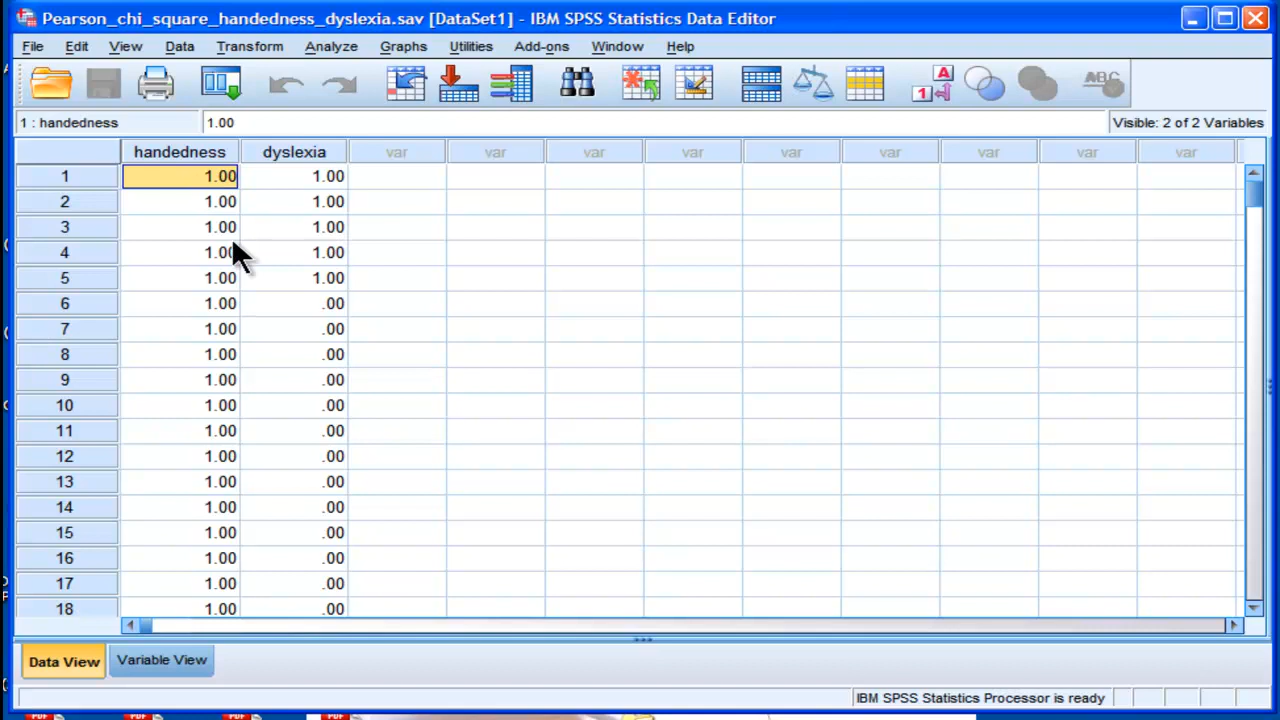 Pearson_chi_square_handedness_dyslexia.sav [DataSet1] - IBM SPSS Statistics Data Editor
File Edit View Data Transform Analyze Graphs Utilities Add-ons Window Help
A
1
ABC
1 : handedness 1.00 Visible: 2 of 2 Variables
handedness dyslexia var var var var var var var var var
1 1.00 1.00
2 1.00 1.00
3 1.00 1.00
4 1.00 1.00
5 1.00 1.00
6 1.00 .00
7 1.00 .00
8 1.00 .00
9 1.00 .00
10 1.00 .00
11 1.00 .00
12 1.00 .00
13 1.00 .00
14 1.00 .00
15 1.00 .00
16 1.00 .00
17 1.00 .00
18 1.00 .00
Data View Variable View
IBM SPSS Statistics Processor is ready
PDF PDF PDF PDF